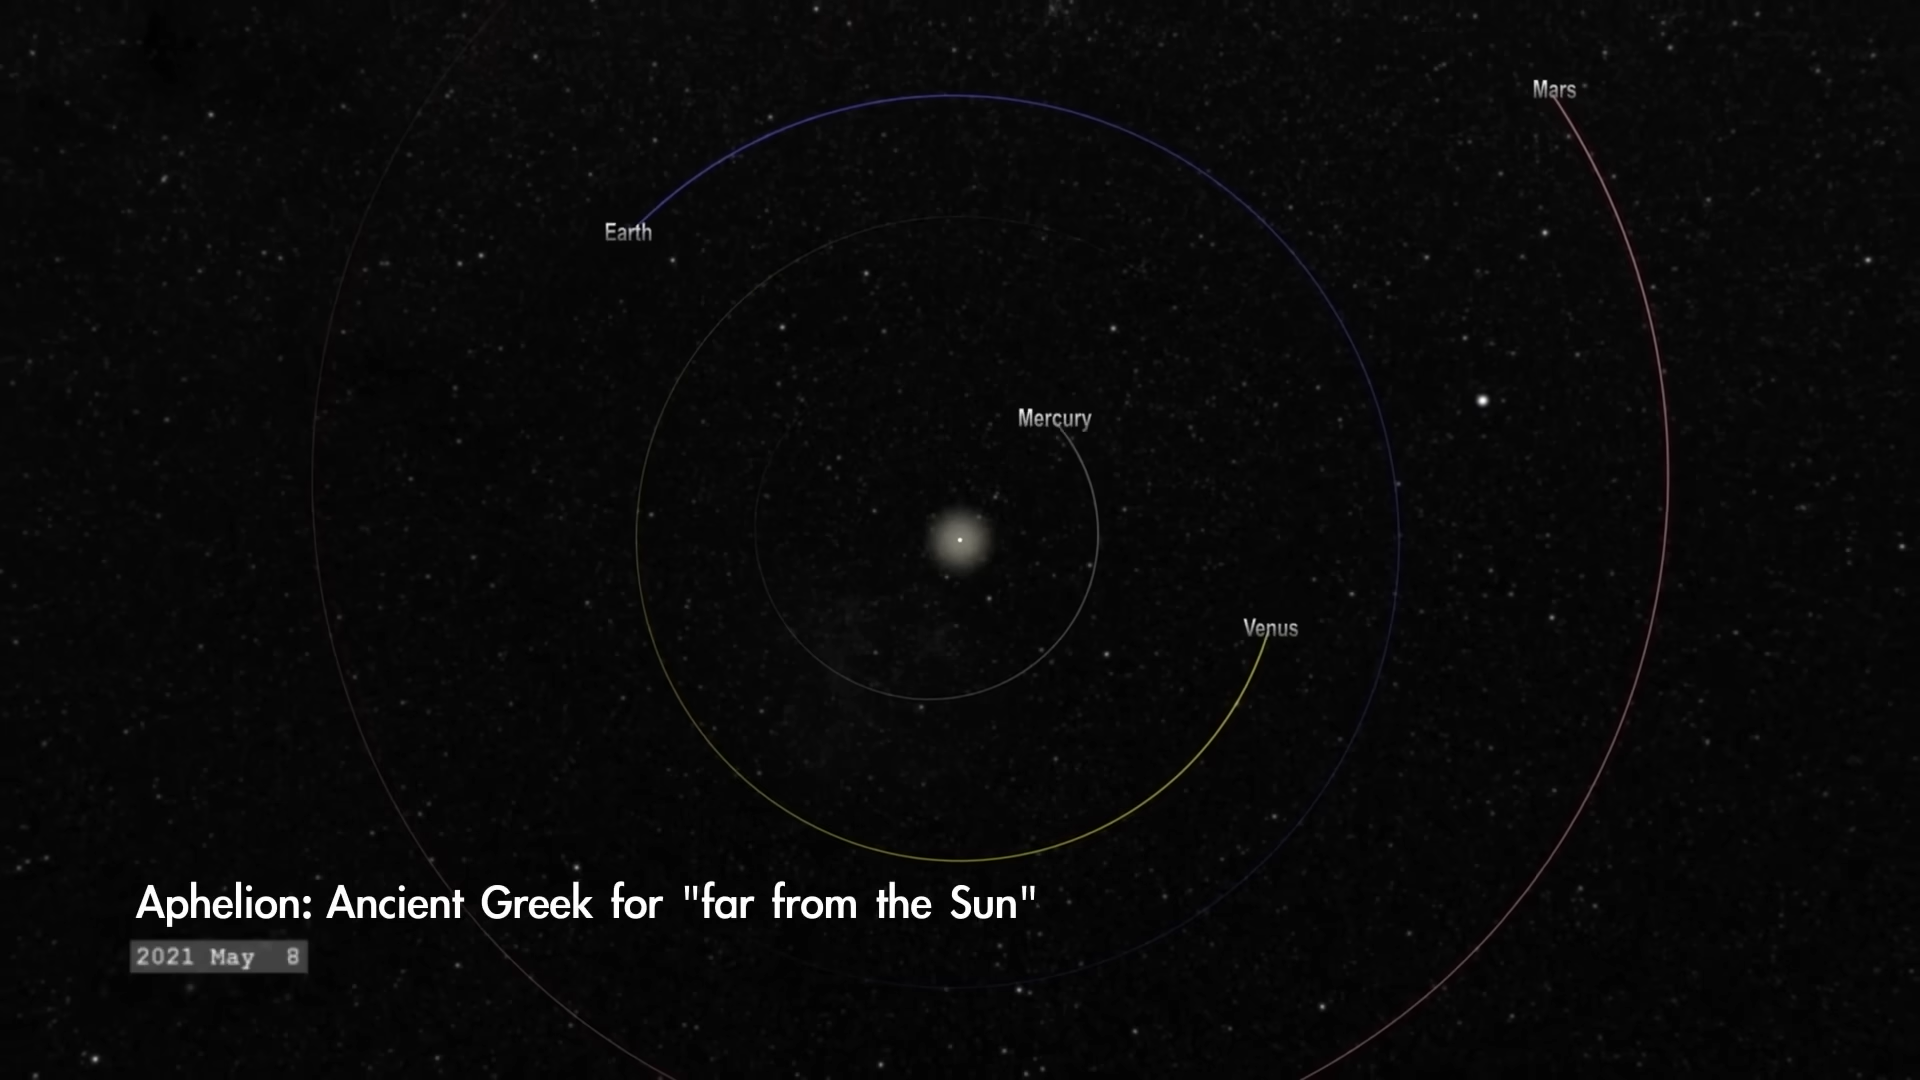 Mars
Earth
Mercury
Venus
Aphelion: Ancient Greek for "far from the Sun"
2021 May  8